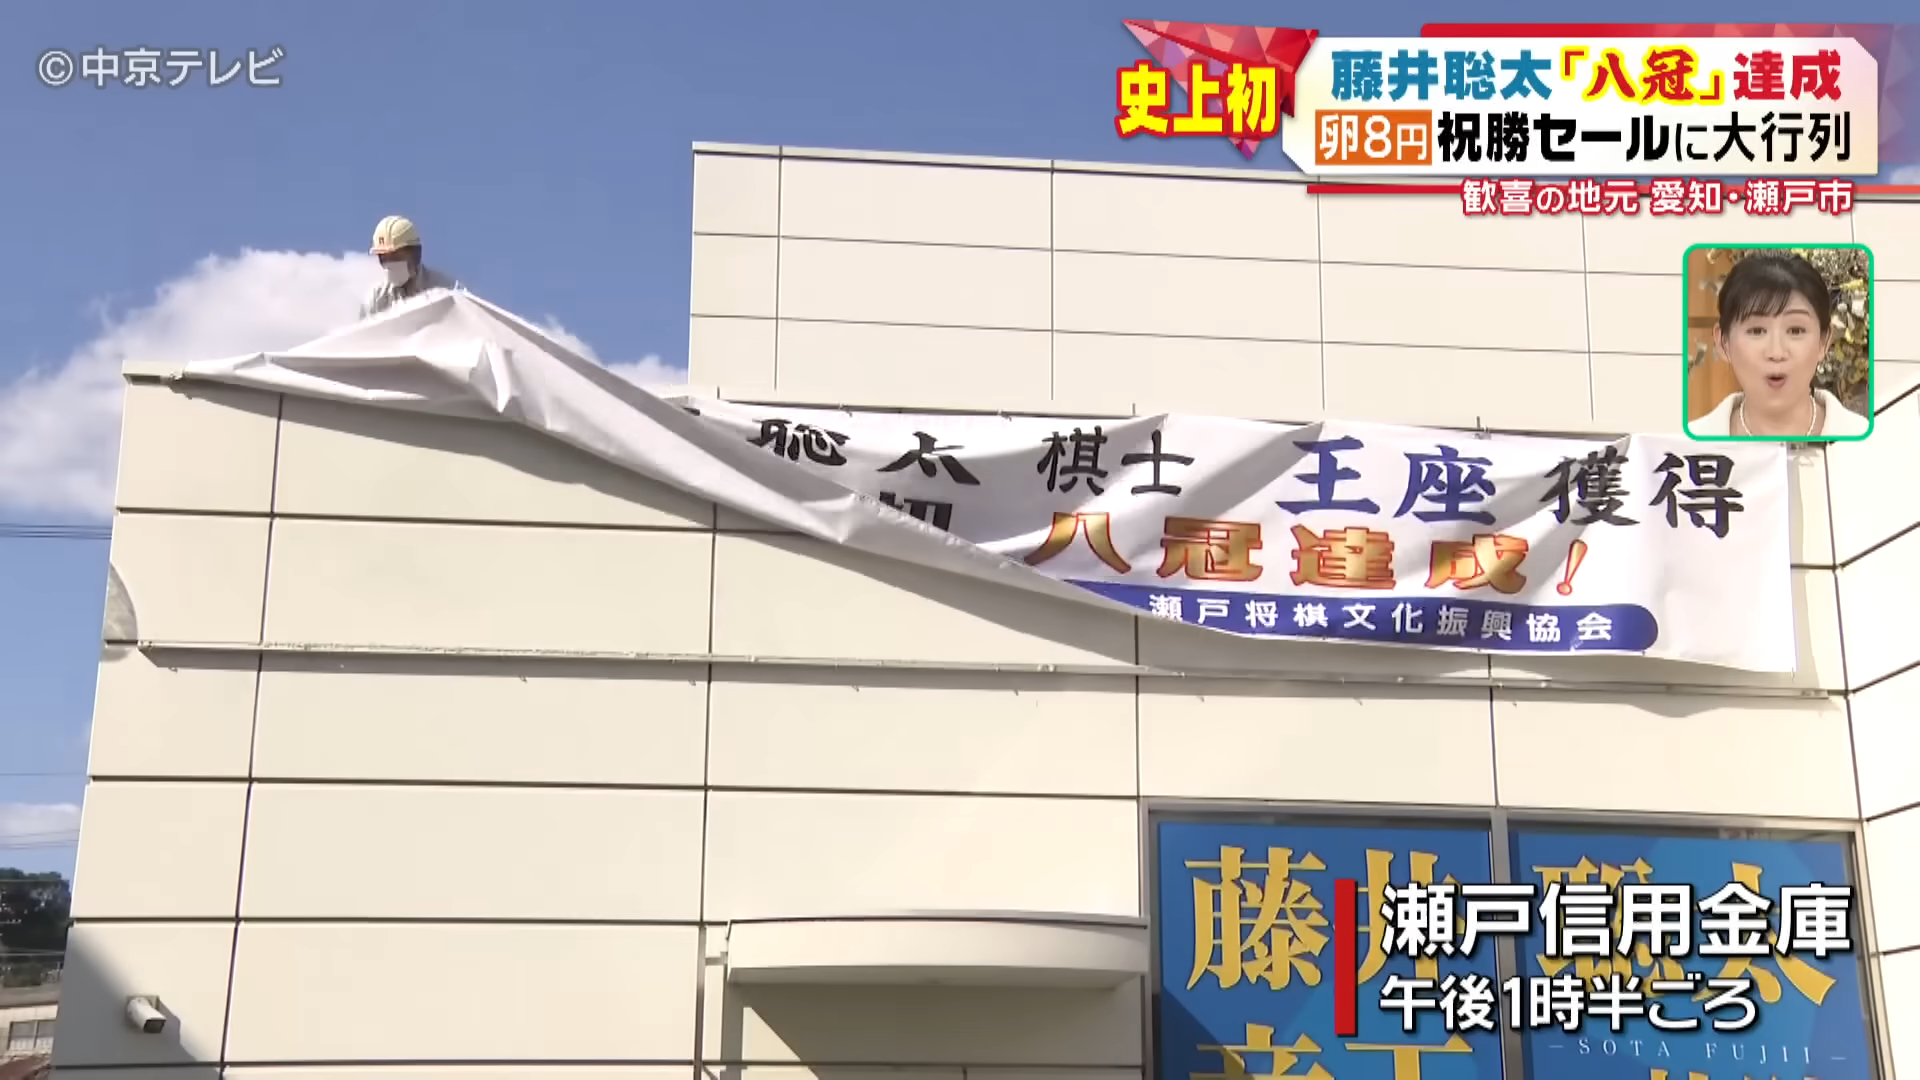 ©中京テレビ
史上初
藤井聡太「八冠」達成
卵8円 祝勝セールに大行列
歓喜の地元 愛知・瀬戸市
聡太 棋士 王座 獲得
初 八冠達成!
瀬戸将棋文化振興協会
藤井 聡太
瀬戸信用金庫
午後1時半ごろ
－SOTA FUJII－